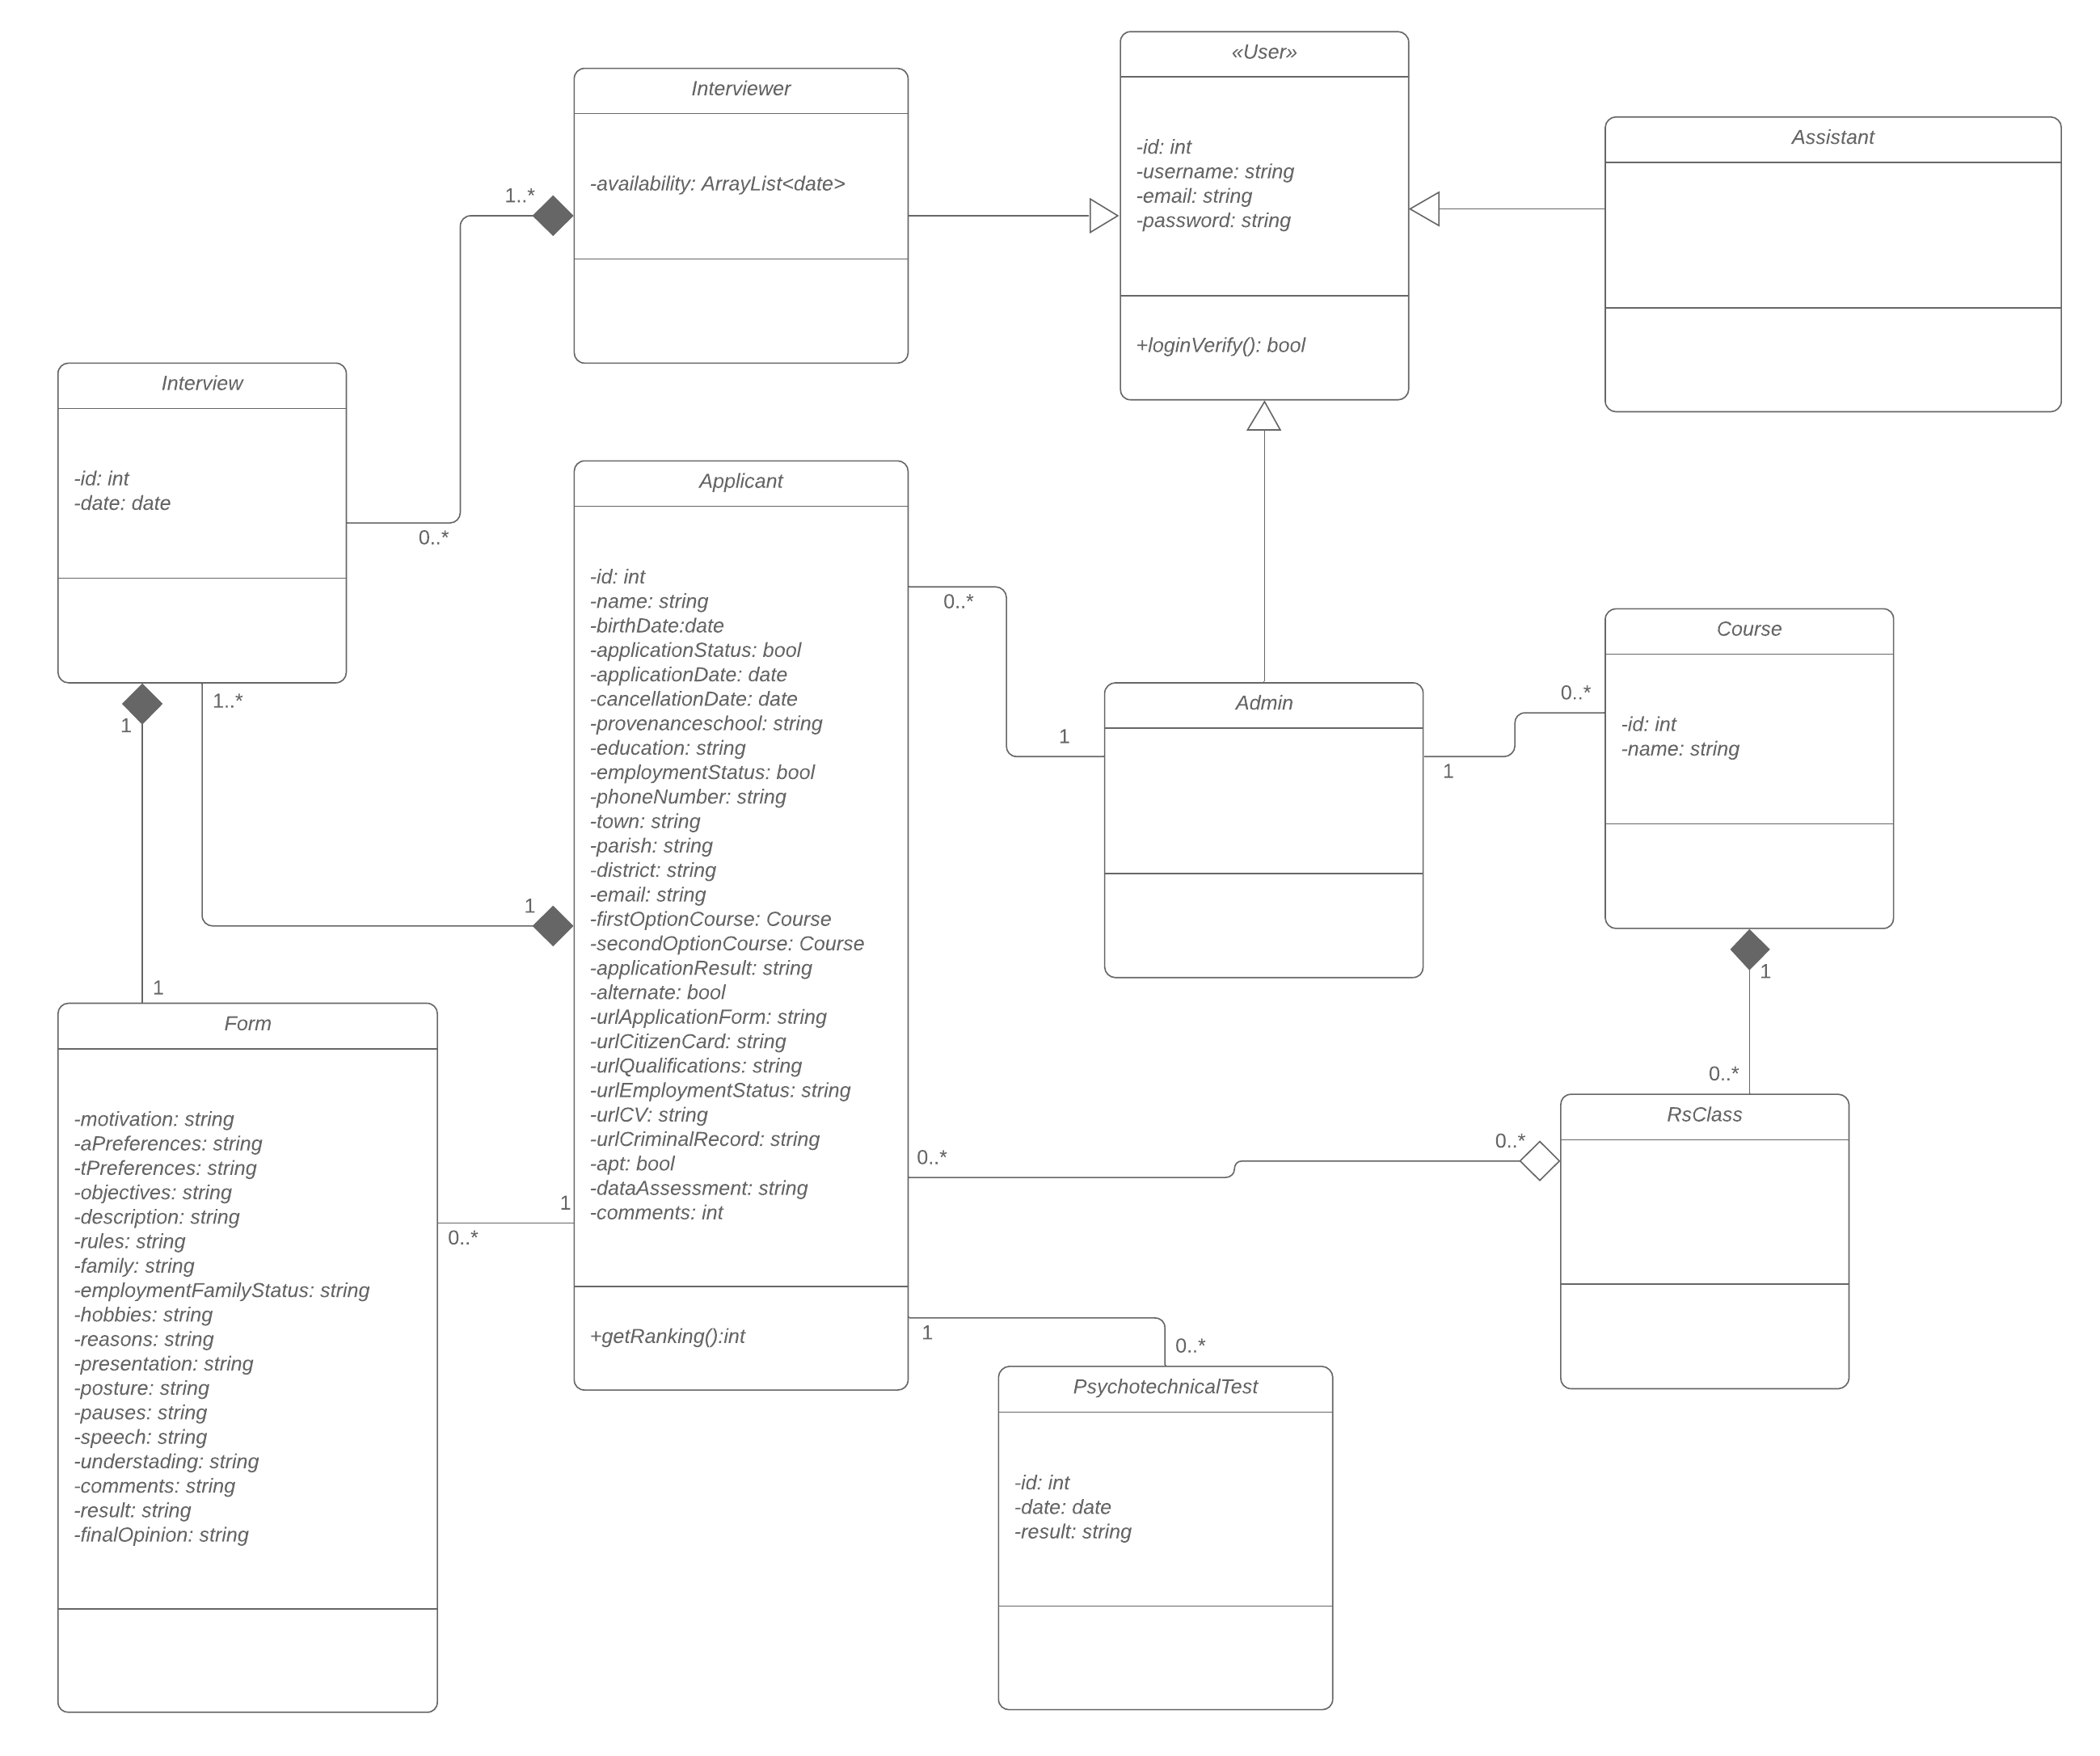 «User»
-id: int
-username: string
-email: string
-password: string
+loginVerify(): bool
Interviewer
-availability: ArrayList<date>
Assistant
1..*
0..*
Interview
-id: int
-date: date
1
1..*
1
1
Applicant
-id: int
-name: string
-birthDate:date
-applicationStatus: bool
-applicationDate: date
-cancellationDate: date
-provenanceschool: string
-education: string
-employmentStatus: bool
-phoneNumber: string
-town: string
-parish: string
-district: string
-email: string
-firstOptionCourse: Course
-secondOptionCourse: Course
-applicationResult: string
-alternate: bool
-urlApplicationForm: string
-urlCitizenCard: string
-urlQualifications: string
-urlEmploymentStatus: string
-urlCV: string
-urlCriminalRecord: string
-apt: bool
-dataAssessment: string
-comments: int
+getRanking():int
0..*
1
Admin
1
0..*
Course
-id: int
-name: string
1
0..*
RsClass
0..*
0..*
Form
-motivation: string
-aPreferences: string
-tPreferences: string
-objectives: string
-description: string
-rules: string
-family: string
-employmentFamilyStatus: string
-hobbies: string
-reasons: string
-presentation: string
-posture: string
-pauses: string
-speech: string
-understading: string
-comments: string
-result: string
-finalOpinion: string
0..*
1
1
0..*
PsychotechnicalTest
-id: int
-date: date
-result: string